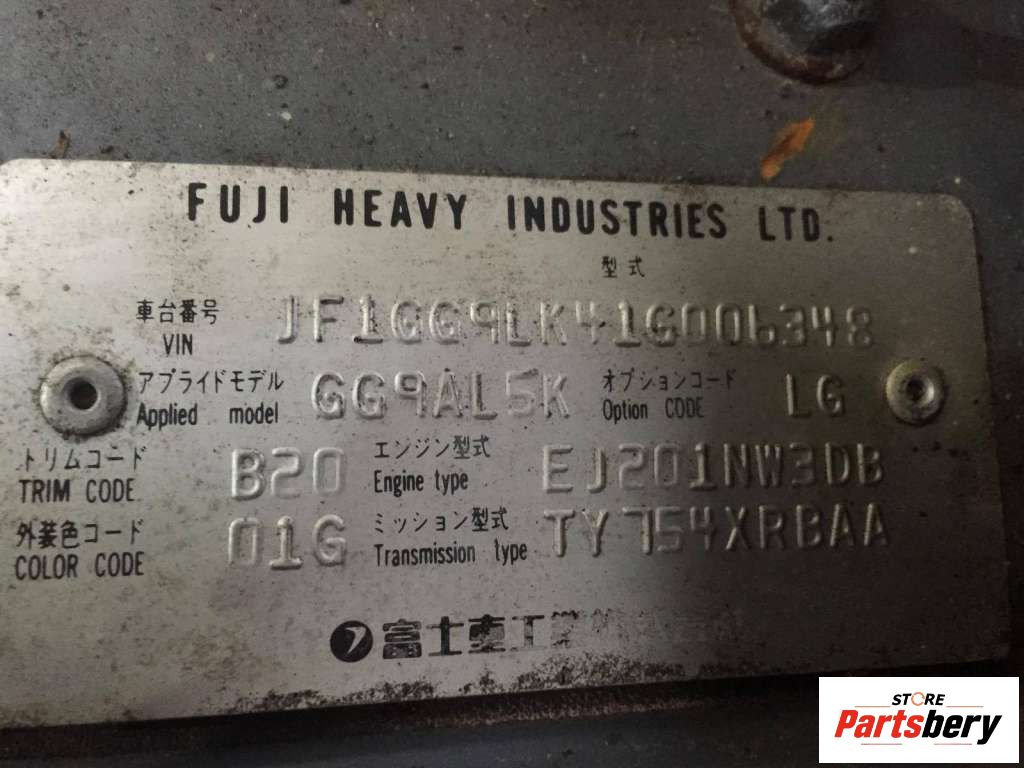 FUJI HEAVY INDUSTRIES LTD.
型式
車台番号 JF1GG9LK41G006348
VIN
アプライドモデル GG9AL5K オプションコード LG
Applied model Option CODE
トリムコード B20 エンジン型式 EJ201NW3DB
TRIM CODE Engine type
外装色コード 01G ミッション型式 TY754XRBAA
COLOR CODE Transmission type
富士重工業
STORE
Partsbery